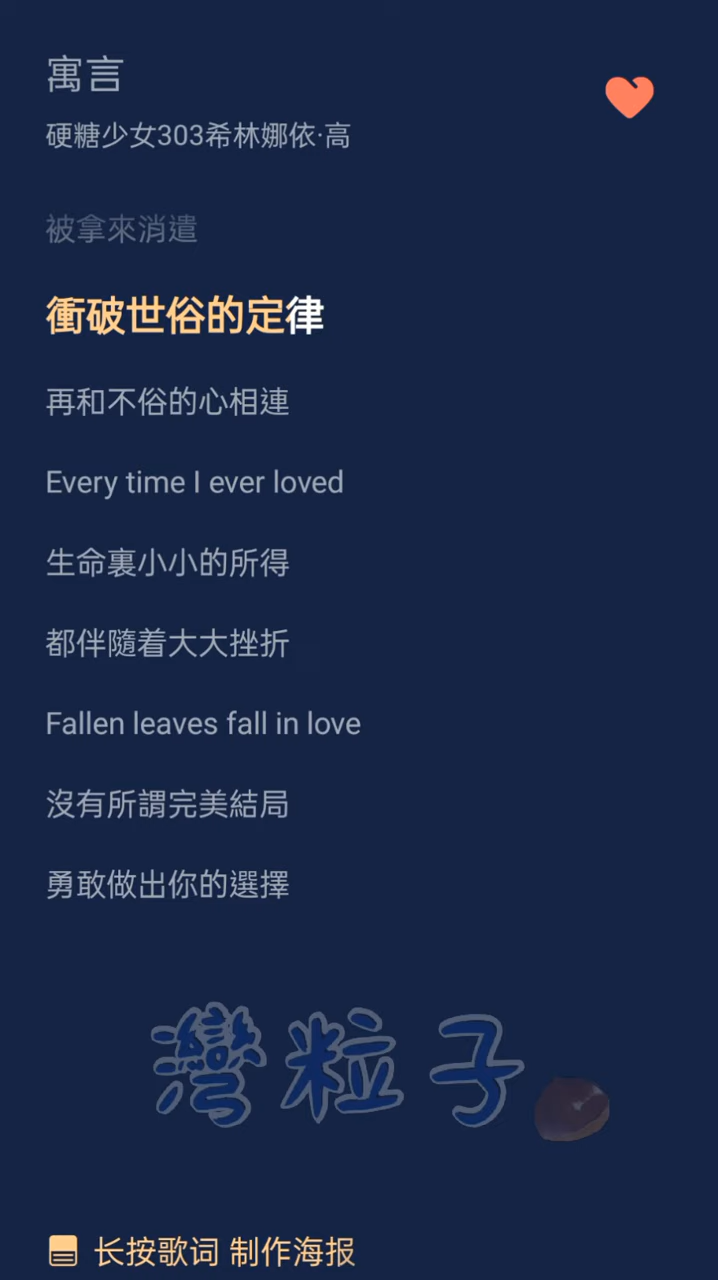 寓言
硬糖少女303希林娜依·高
被拿來消遣
衝破世俗的定律
再和不俗的心相連
Every time I ever loved
生命裏小小的所得
都伴隨着大大挫折
Fallen leaves fall in love
沒有所謂完美結局
勇敢做出你的選擇
灣粒子
长按歌词 制作海报